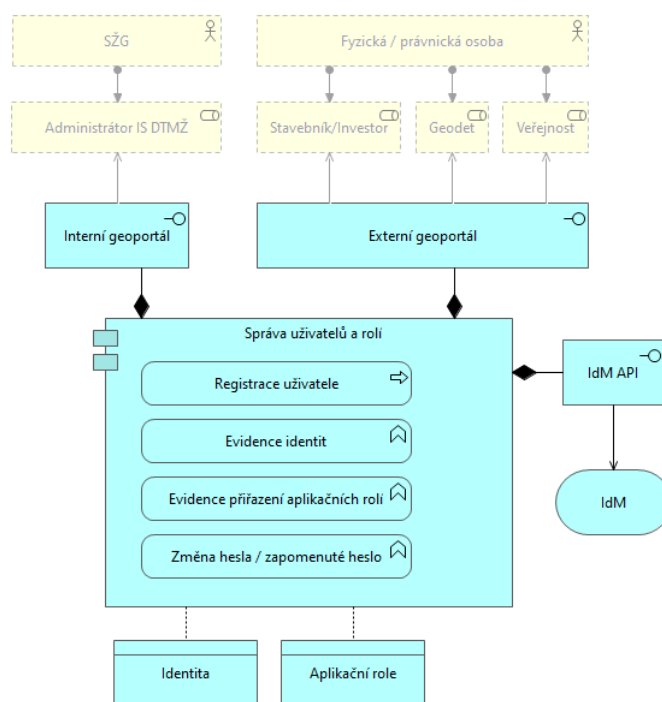 SŽG
Fyzická / právnická osoba
Administrátor IS DTMŽ
Stavebník/Investor
Geodet
Veřejnost
Interní geoportál
Externí geoportál
Správa uživatelů a rolí
Registrace uživatele
IdM API
Evidence identit
Evidence přiřazení aplikačních rolí
IdM
Změna hesla / zapomenuté heslo
Identita
Aplikační role